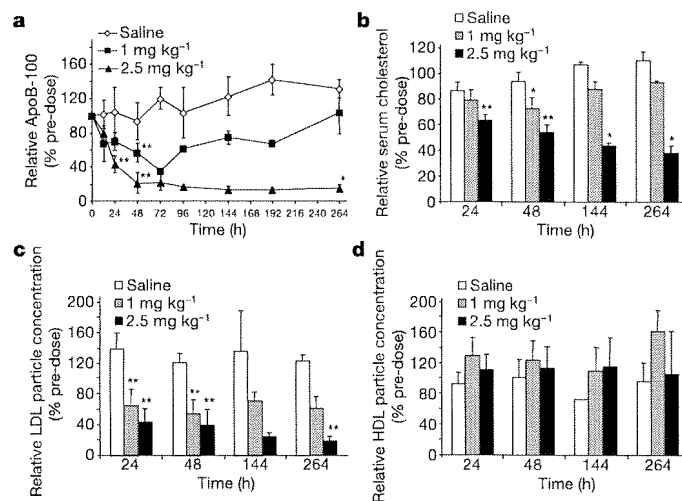 a
Saline
1 mg kg⁻¹
2.5 mg kg⁻¹
Relative ApoB-100
(% pre-dose)
200
160
120
80
40
0
**
**
**
*
0 24 48 72 96 120 144 168 192 216 240 264
Time (h)
b
Saline
1 mg kg⁻¹
2.5 mg kg⁻¹
Relative serum cholesterol
(% pre-dose)
120
100
80
60
40
20
0
**
*
**
*
*
24 48 144 264
Time (h)
c
Saline
1 mg kg⁻¹
2.5 mg kg⁻¹
Relative LDL particle concentration
(% pre-dose)
200
160
120
80
40
0
**
**
**
**
**
24 48 144 264
Time (h)
d
Saline
1 mg kg⁻¹
2.5 mg kg⁻¹
Relative HDL particle concentration
(% pre-dose)
200
160
120
80
40
0
24 48 144 264
Time (h)